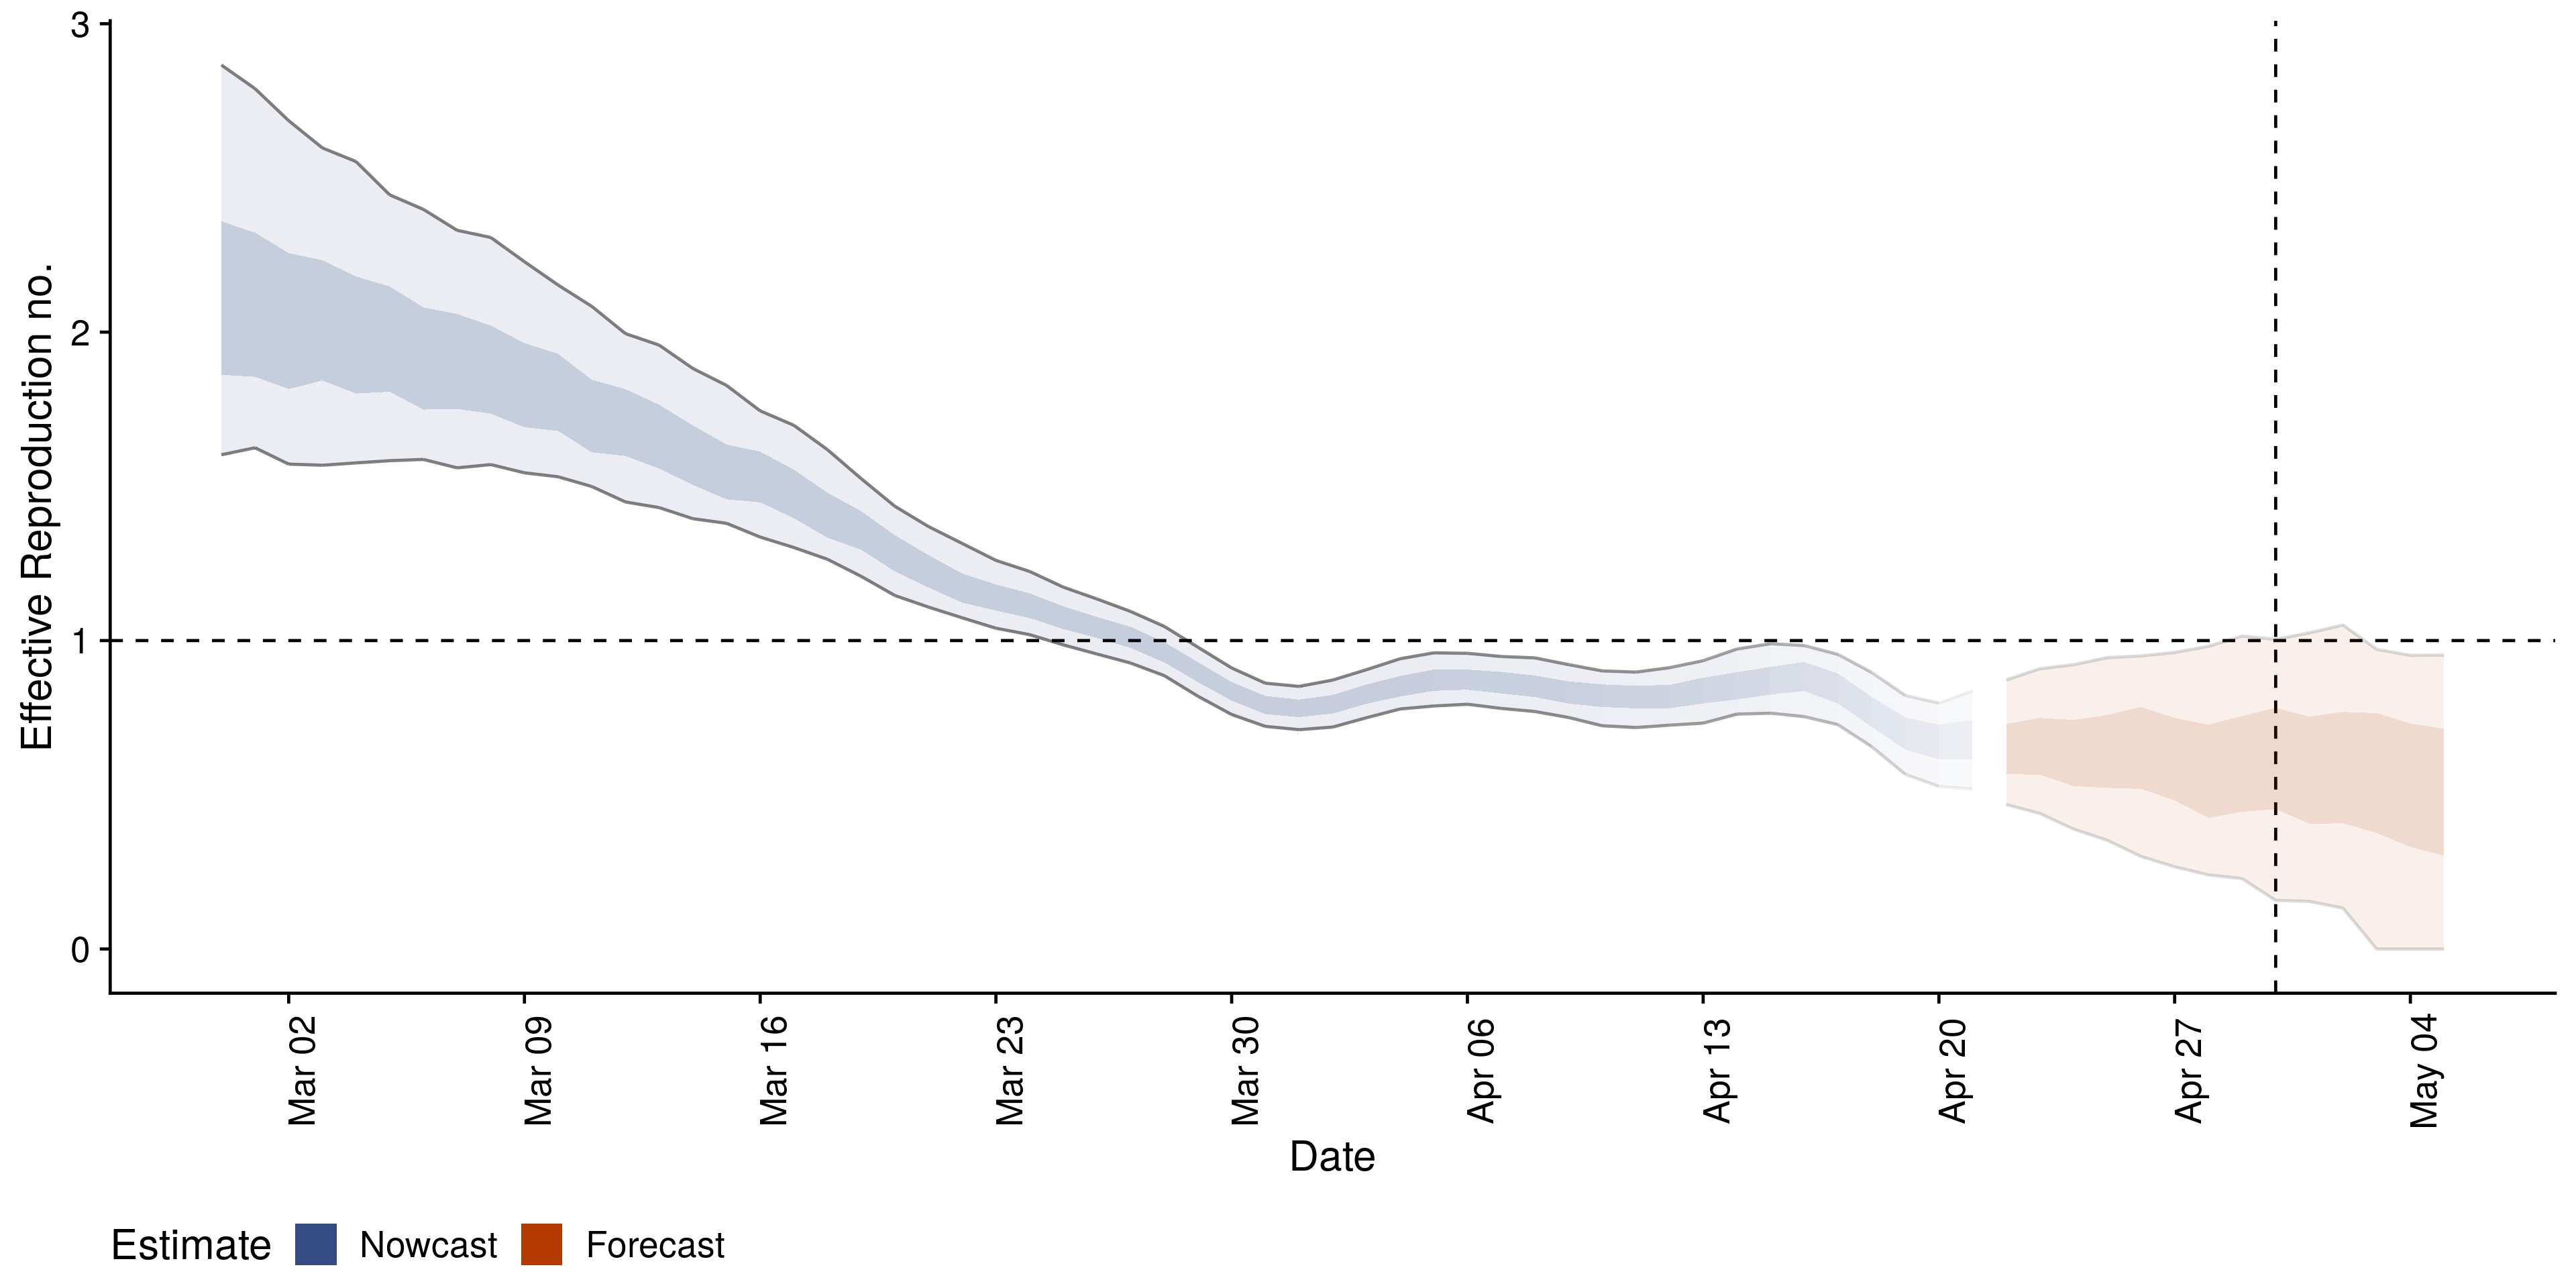 Effective Reproduction no.
3
2
1
0
Mar 02
Mar 09
Mar 16
Mar 23
Mar 30
Apr 06
Apr 13
Apr 20
Apr 27
May 04
Date
Estimate Nowcast Forecast